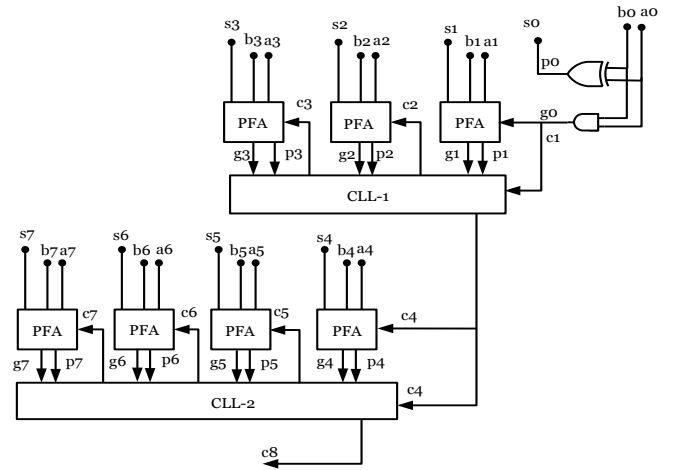 s3 s2 s1 s0 b0 a0
b3 a3 b2 a2 b1 a1
p0
PFA c3 PFA c2 PFA g0
c1
g3 p3 g2 p2 g1 p1
CLL-1
s7 s6 s5 s4
b7 a7 b6 a6 b5 a5 b4 a4
PFA c7 PFA c6 PFA c5 PFA c4
g7 p7 g6 p6 g5 p5 g4 p4
c4
CLL-2
c8